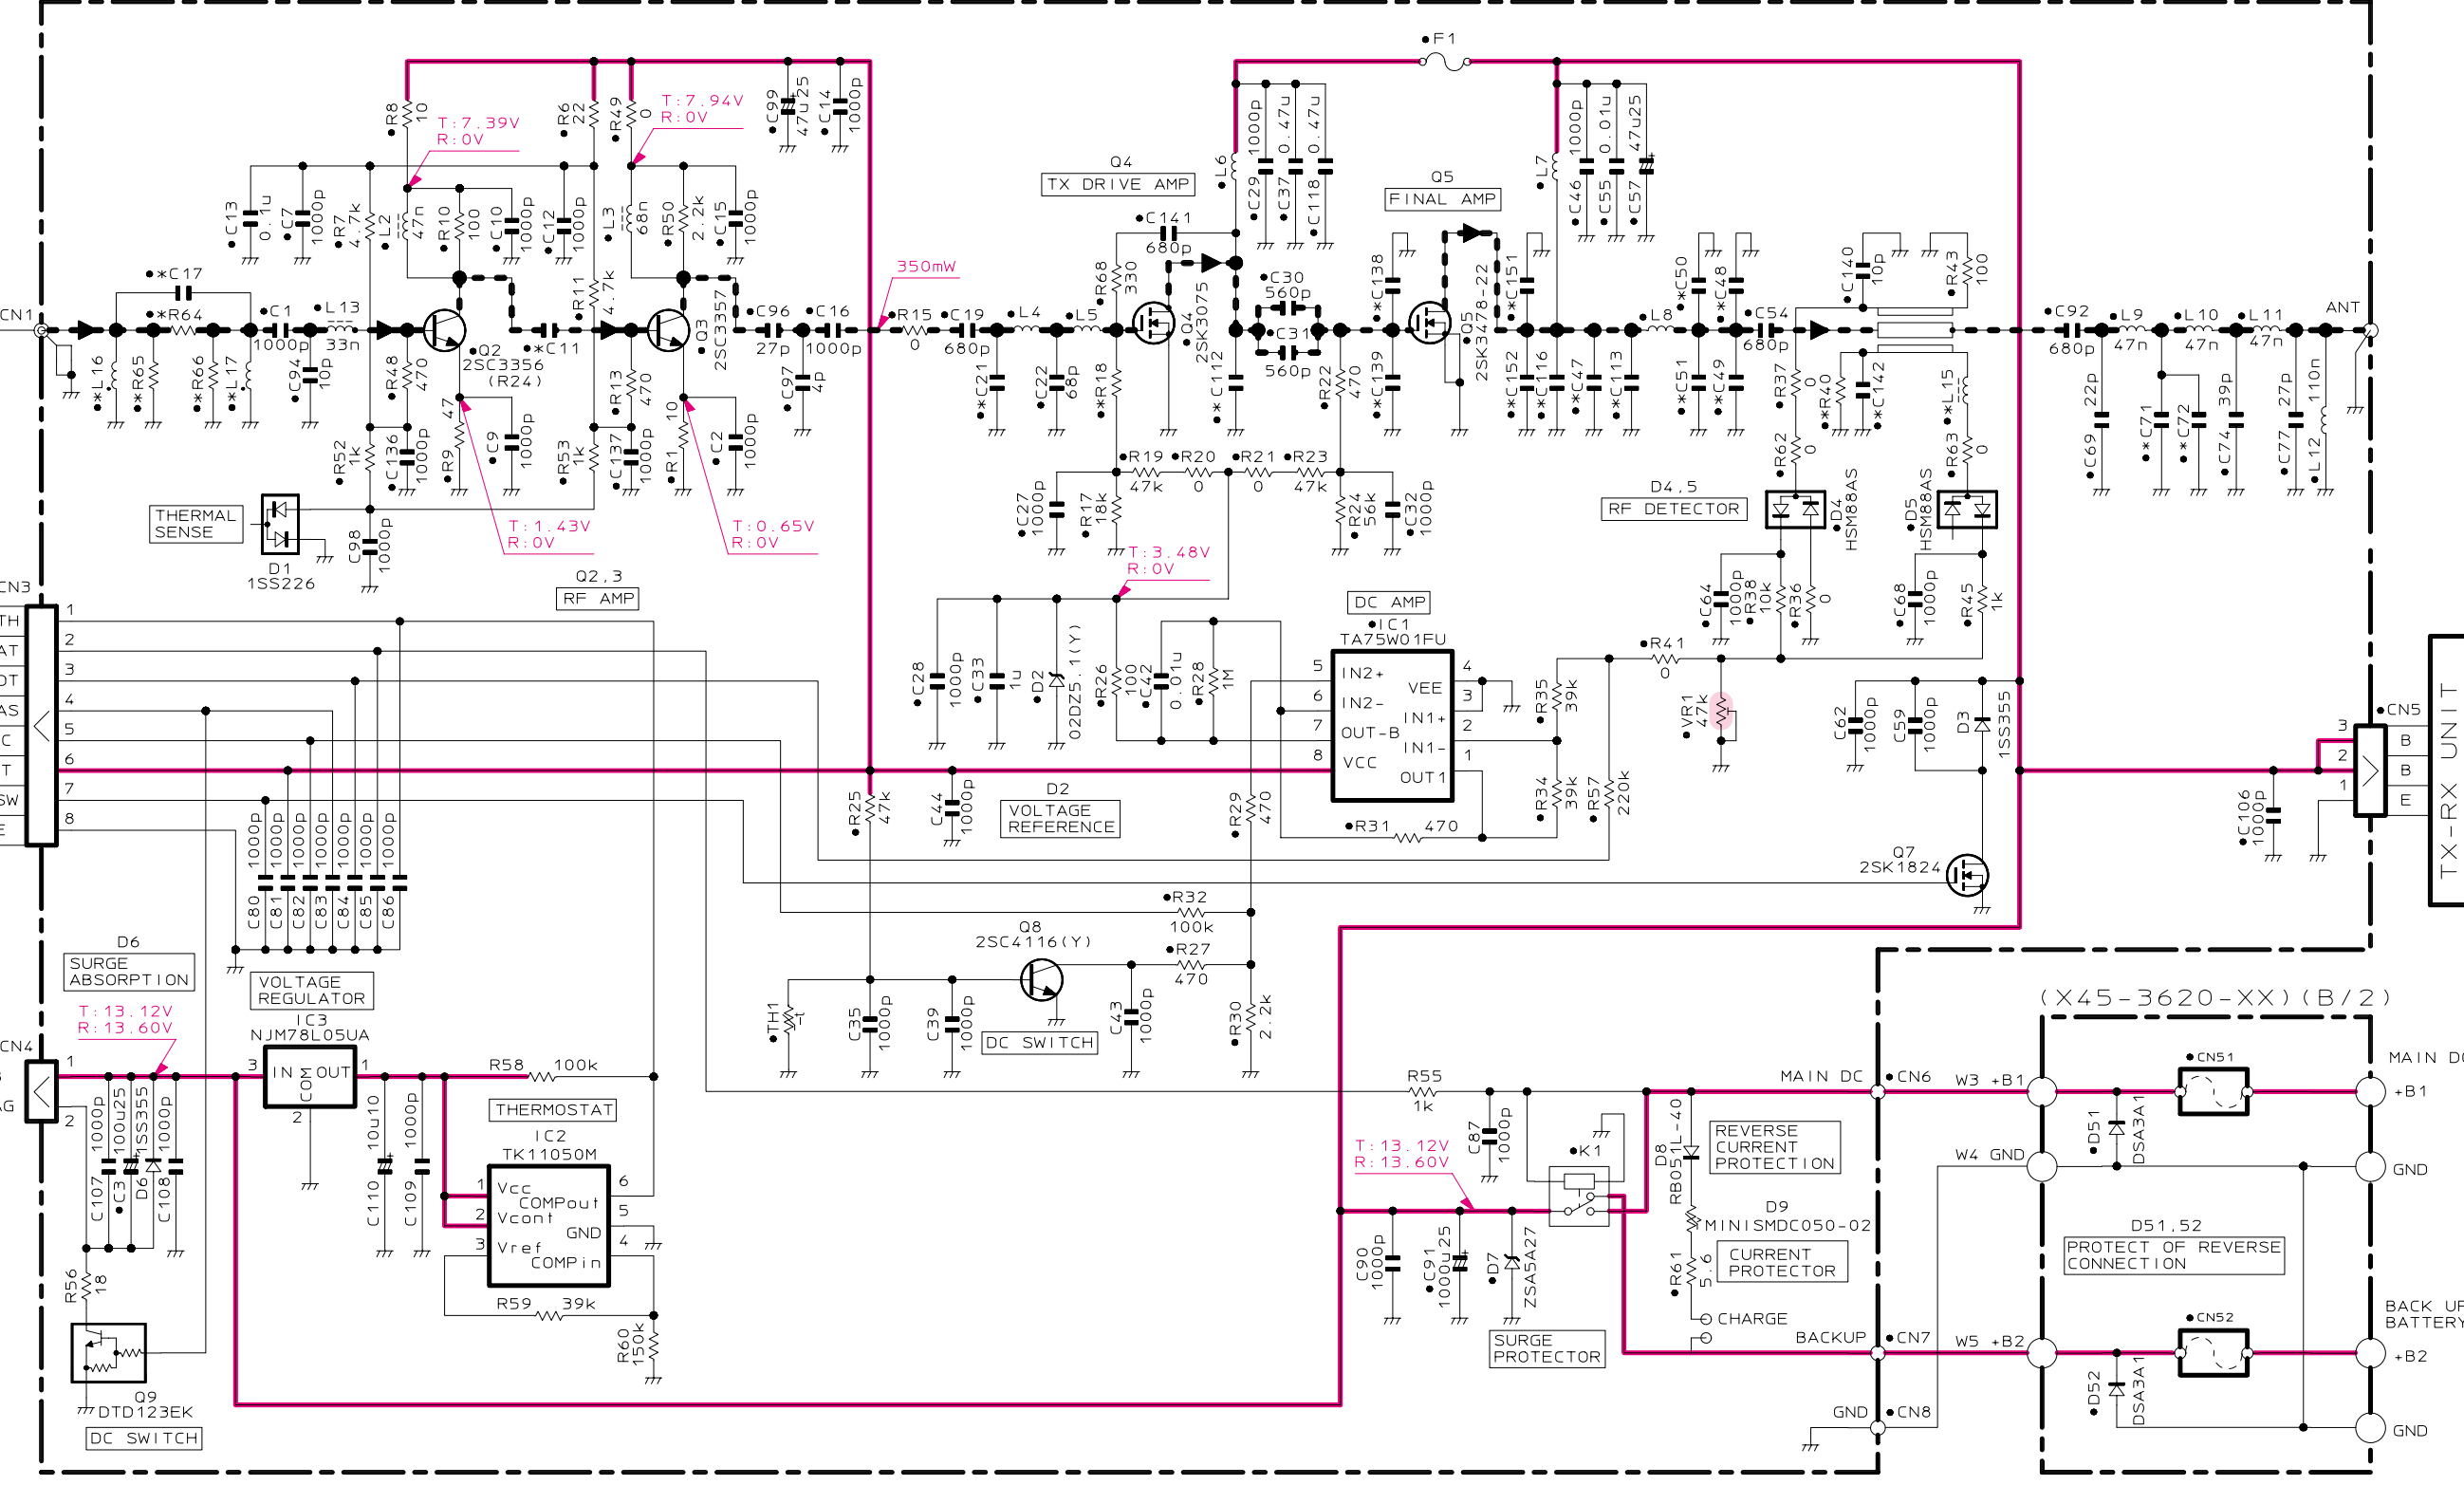 F1
R8
10
T:7.39V
R:0V
R6
22
R49
0
T:7.94V
R:0V
C99
47u25
C14
1000p
C13
0.1u
C7
1000p
R7
4.7k
L2
47n
R10
100
C10
1000p
C12
1000p
L3
68n
R50
2.2k
C15
1000p
Q4
TX DRIVE AMP
L6
C29 1000p
C37 0.47u
C118 0.47u
Q5
FINAL AMP
L7
C46 1000p
C55 0.01u
C57 47u25
C141
680p
R68
330
*C138
*C151
*C50
*C48
C140
10p
R43
100
CN1
*C17
*R64
C1
1000p
L13
33n
R11
4.7k
Q2
2SC3356
(R24)
*C11
Q3
2SC3357
C96
27p
C16
1000p
350mW
R15
0
C19
680p
L4
L5
Q4
2SK3075
C30
560p
C31
560p
Q5
2SK3478-22
L8
C54
680p
C92
680p
L9
47n
L10
47n
L11
47n
ANT
*L16
*R65
*R66
*L17
C94
10p
R48
470
R13
470
C97
4p
*C21
C22
68p
*R18
*C112
R22
470
*C139
*C152
*C116
*C47
*C113
*C51
*C49
R37
0
*R40
*C142
*L15
C69
22p
*C71
*C72
C74
39p
C77
27p
L12
110n
R52
1k
C136
1000p
R9
47
C9
1000p
R53
1k
C137
1000p
R1
10
C2
1000p
R19
47k
R20
0
R21
0
R23
47k
R62
0
R63
0
C27
1000p
R17
18k
R24
56k
C32
1000p
D4,5
RF DETECTOR
D4
HSM88AS
D5
HSM88AS
THERMAL
SENSE
D1
1SS226
C98
1000p
T:1.43V
R:0V
T:0.65V
R:0V
T:3.48V
R:0V
Q2,3
RF AMP
C64
1000p
R38
10k
R36
0
C68
1000p
R45
1k
CN3
1
TH
2
AT
3
DT
4
AS
5
C
6
T
7
SW
8
E
C28
1000p
C33
1u
D2
02DZ5.1(Y)
R26
100
C42
0.01u
R28
1M
DC AMP
IC1
TA75W01FU
5
IN2+
6
IN2-
7
OUT-B
8
VCC
4
VEE
3
IN1+
2
IN1-
1
OUT1
R35
39k
R41
0
VR1
47k
C62
1000p
C59
1000p
D3
1SS355
CN5
3
B
2
B
1
E
TX-RX UNIT
R25
47k
C44
1000p
D2
VOLTAGE
REFERENCE
R29
470
R31
470
R34
39k
R57
220k
C106
1000p
Q7
2SK1824
C80 1000p
C81 1000p
C82 1000p
C83 1000p
C84 1000p
C85 1000p
C86 1000p
R32
100k
Q8
2SC4116(Y)
R27
470
D6
SURGE
ABSORPTION
VOLTAGE
REGULATOR
T:13.12V
R:13.60V
IC3
NJM78L05UA
TH1
-t
C35
1000p
C39
1000p
DC SWITCH
C43
1000p
R30
2.2k
(X45-3620-XX)(B/2)
CN4
1
AG
2
3
IN
OUT
COM
1
2
R58
100k
THERMOSTAT
IC2
TK11050M
C107 1000p
C3 100u25
D6 1SS355
C108 1000p
C110 10u10
C109 1000p
1
Vcc
COMPout
6
2
Vcont
5
GND
3
Vref
4
COMPin
R56
18
R59
39k
R60
150k
Q9
DTD123EK
DC SWITCH
R55
1k
C87
1000p
K1
T:13.12V
R:13.60V
MAIN DC
CN6
W3 +B1
CN51
MAIN DC
+B1
D8
RB051L-40
REVERSE
CURRENT
PROTECTION
D51
DSA3A1
W4 GND
GND
D9
MINISMDC050-02
CURRENT
PROTECTOR
C90
1000p
C91
1000u25
D7
ZSA5A27
R61
5.6
D51,52
PROTECT OF REVERSE
CONNECTION
CHARGE
SURGE
PROTECTOR
BACKUP
CN7
W5 +B2
CN52
BACK UP
BATTERY
+B2
D52
DSA3A1
GND
CN8
GND